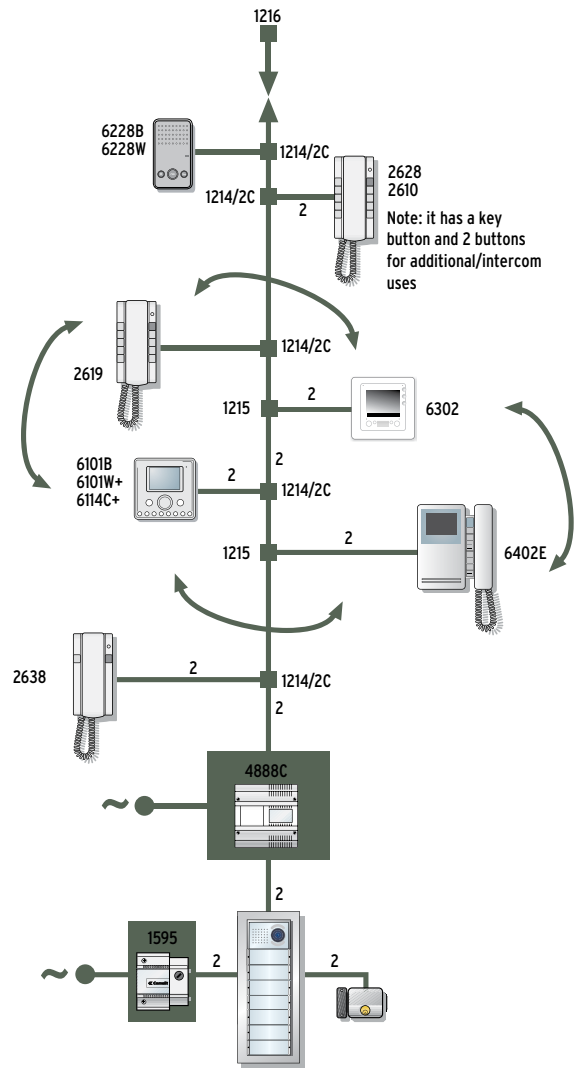 1216
6228B
6228W
1214/2C
1214/2C
2
2628
2610
Note: it has a key
button and 2 buttons
for additional/intercom
uses
1214/2C
2619
1215
2
6302
2
6101B
6101W+
6114C+
2
1214/2C
1215
2
6402E
2638
2
1214/2C
2
4888C
~
2
1595
~
2
2
Comelit